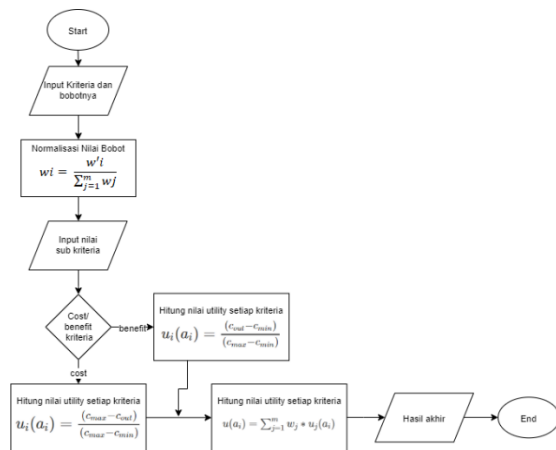 Start
Input Kriteria dan
bobotnya
Normalisasi Nilai Bobot
wi = w'i / ∑_{j=1}^{m} wj
Input nilai
sub kriteria
Cost/
benefit
kriteria
benefit
Hitung nilai utility setiap kriteria
u_i(a_i) = (c_out−c_min) / (c_max−c_min)
cost
Hitung nilai utility setiap kriteria
u_i(a_i) = (c_max−c_out) / (c_max−c_min)
Hitung nilai utility setiap kriteria
u(a_i) = ∑_{j=1}^{m} w_j * u_j(a_i)
Hasil akhir
End